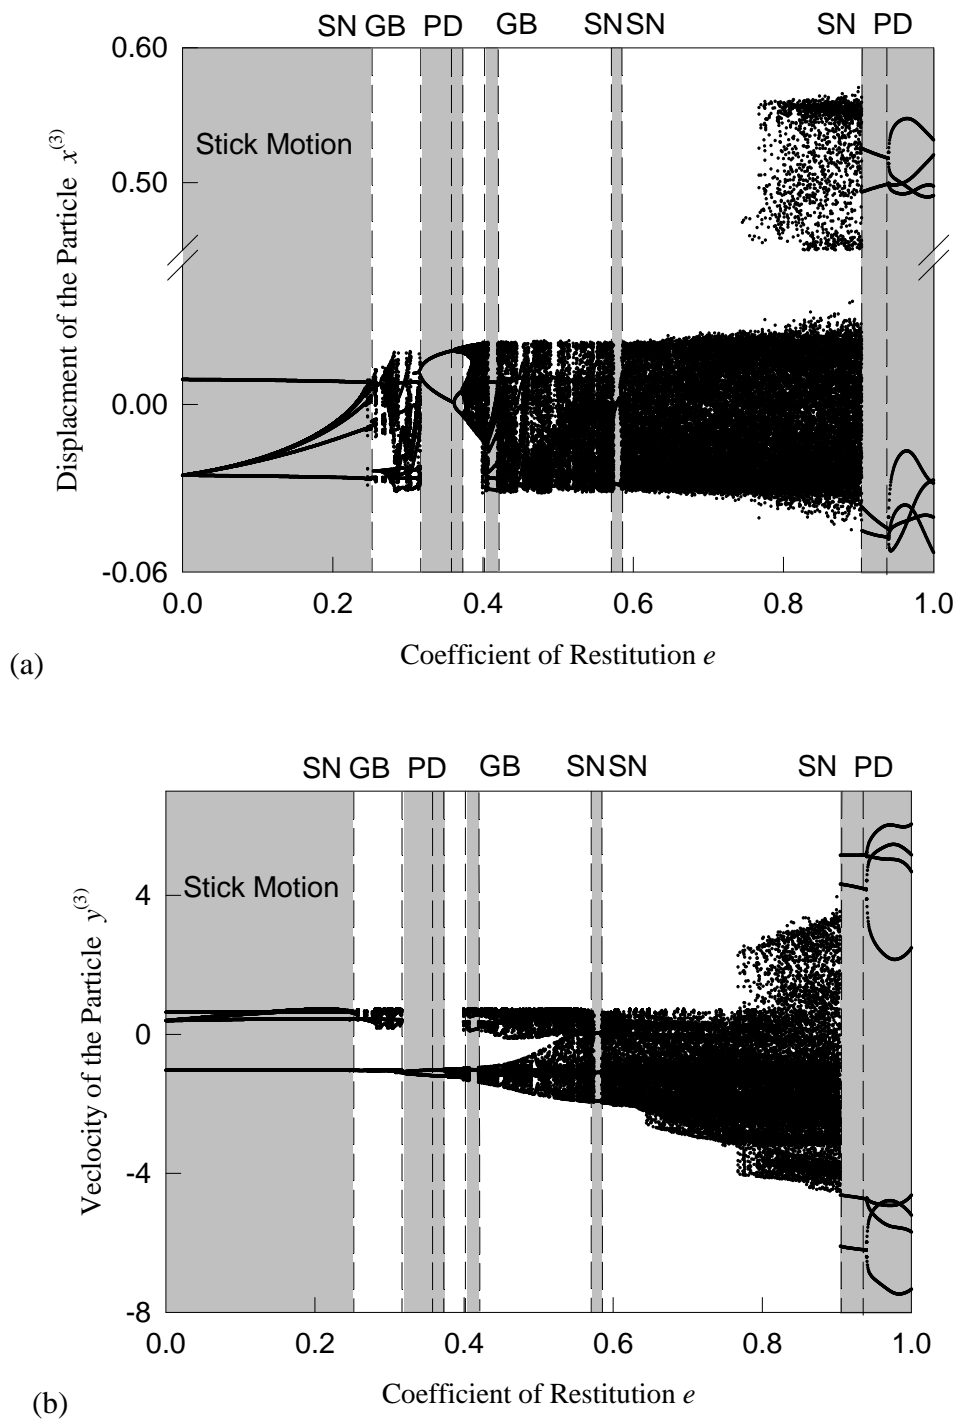 SN GB PD GB SN SN SN PD
0.60
Stick Motion
0.50
Displacment of the Particle x(3)
0.00
-0.06
0.0 0.2 0.4 0.6 0.8 1.0
Coefficient of Restitution e
(a)
SN GB PD GB SN SN SN PD
4
Stick Motion
0
Veclocity of the Particle y(3)
-4
-8
0.0 0.2 0.4 0.6 0.8 1.0
Coefficient of Restitution e
(b)